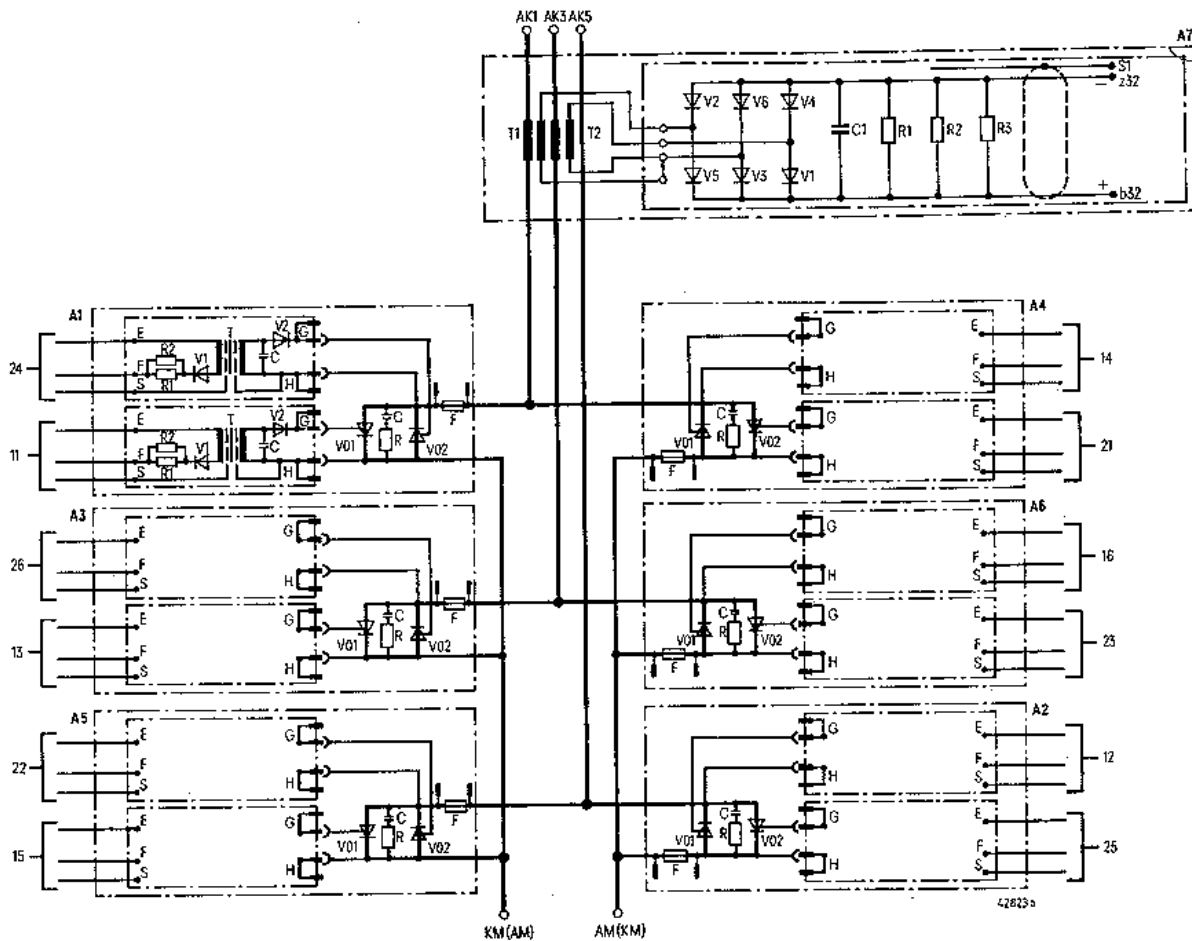 AK1 AK3 AK5
A7
S1
z32
−
V2 V6 V4
T1 T2
C1 R1 R2 R3
V5 V3 V1
+
b32
A1
24
E
R2
F
R1
S
V1
T
V2
C
G
H
11
E
R2
F
R1
S
V1
T
V2
C
G
H
V01
C
R
V02
F
A4
G
H
E
F
S
14
G
H
E
F
S
21
V01
C
R
V02
F
A3
26
E
F
S
G
H
13
E
F
S
G
H
V01
C
R
V02
F
A6
G
H
E
F
S
16
G
H
E
F
S
23
V01
C
R
V02
F
A5
22
E
F
S
G
H
15
E
F
S
G
H
V01
C
R
V02
F
A2
G
H
E
F
S
12
G
H
E
F
S
25
V01
C
R
V02
F
KM(AM) AM(KM)